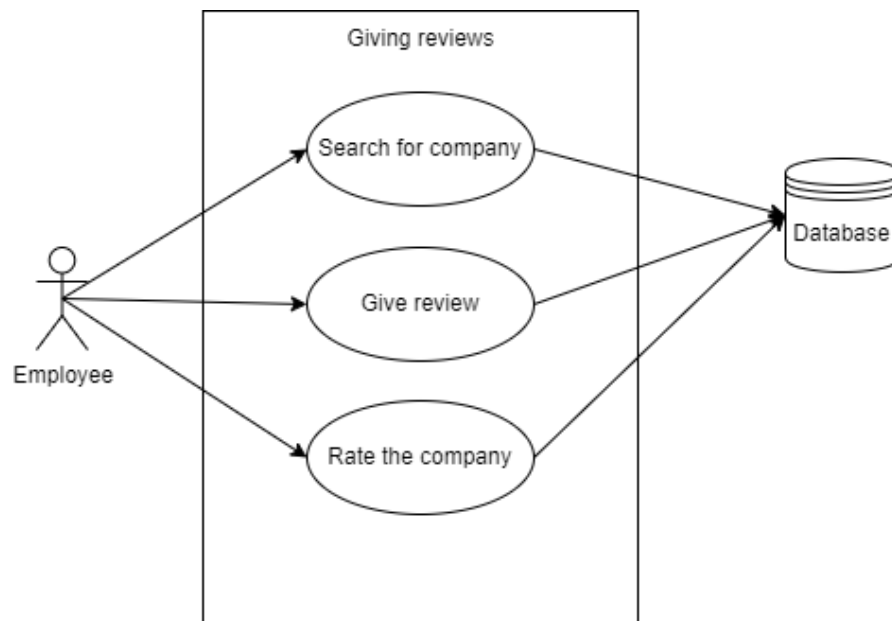 Giving reviews
Search for company
Database
Give review
Employee
Rate the company